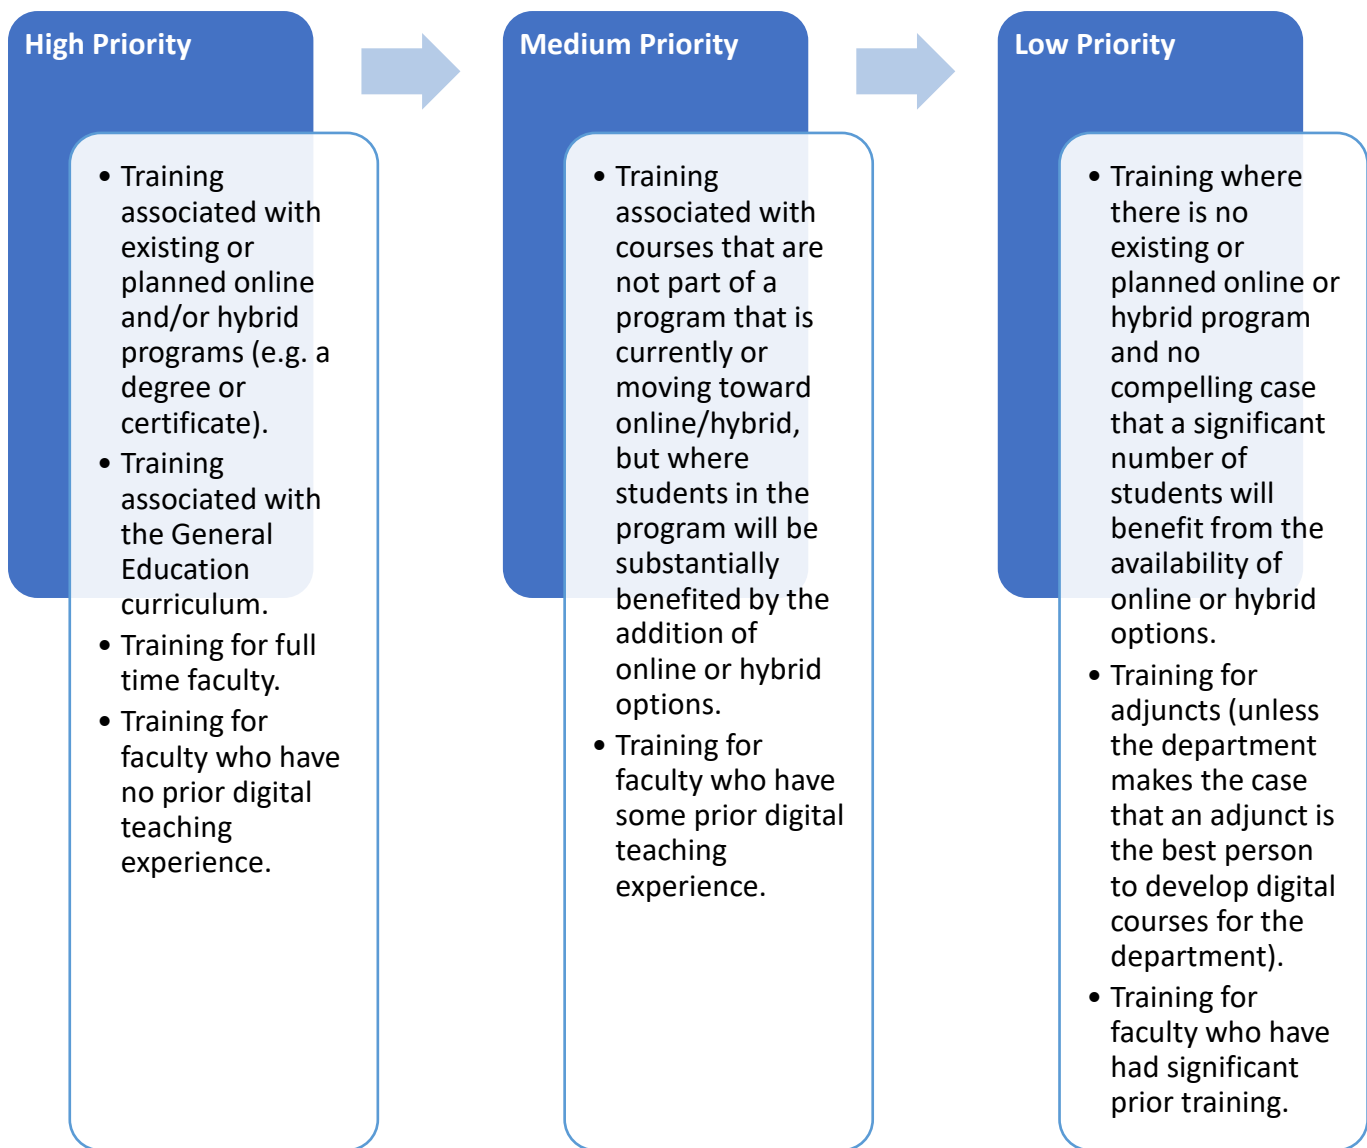 High Priority
• Training
associated with
existing or
planned online
and/or hybrid
programs (e.g. a
degree or
certificate).
• Training
associated with
the General
Education
curriculum.
• Training for full
time faculty.
• Training for
faculty who have
no prior digital
teaching
experience.
Medium Priority
• Training
associated with
courses that are
not part of a
program that is
currently or
moving toward
online/hybrid,
but where
students in the
program will be
substantially
benefited by the
addition of
online or hybrid
options.
• Training for
faculty who have
some prior digital
teaching
experience.
Low Priority
• Training where
there is no
existing or
planned online or
hybrid program
and no
compelling case
that a significant
number of
students will
benefit from the
availability of
online or hybrid
options.
• Training for
adjuncts (unless
the department
makes the case
that an adjunct is
the best person
to develop digital
courses for the
department).
• Training for
faculty who have
had significant
prior training.